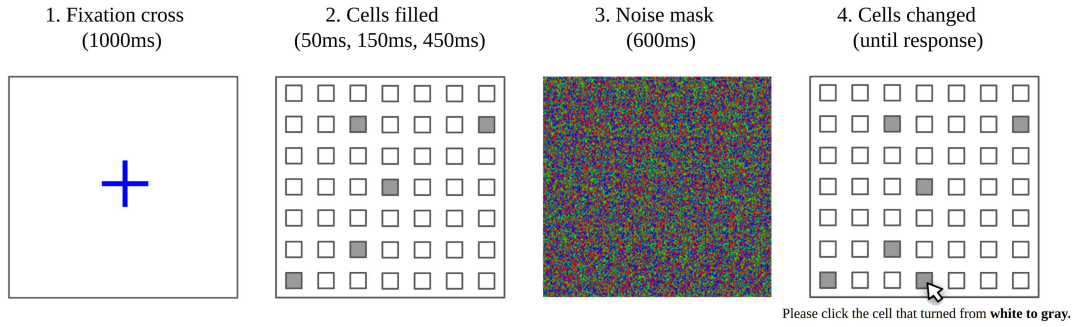 1. Fixation cross
(1000ms)
2. Cells filled
(50ms, 150ms, 450ms)
3. Noise mask
(600ms)
4. Cells changed
(until response)
Please click the cell that turned from white to gray.